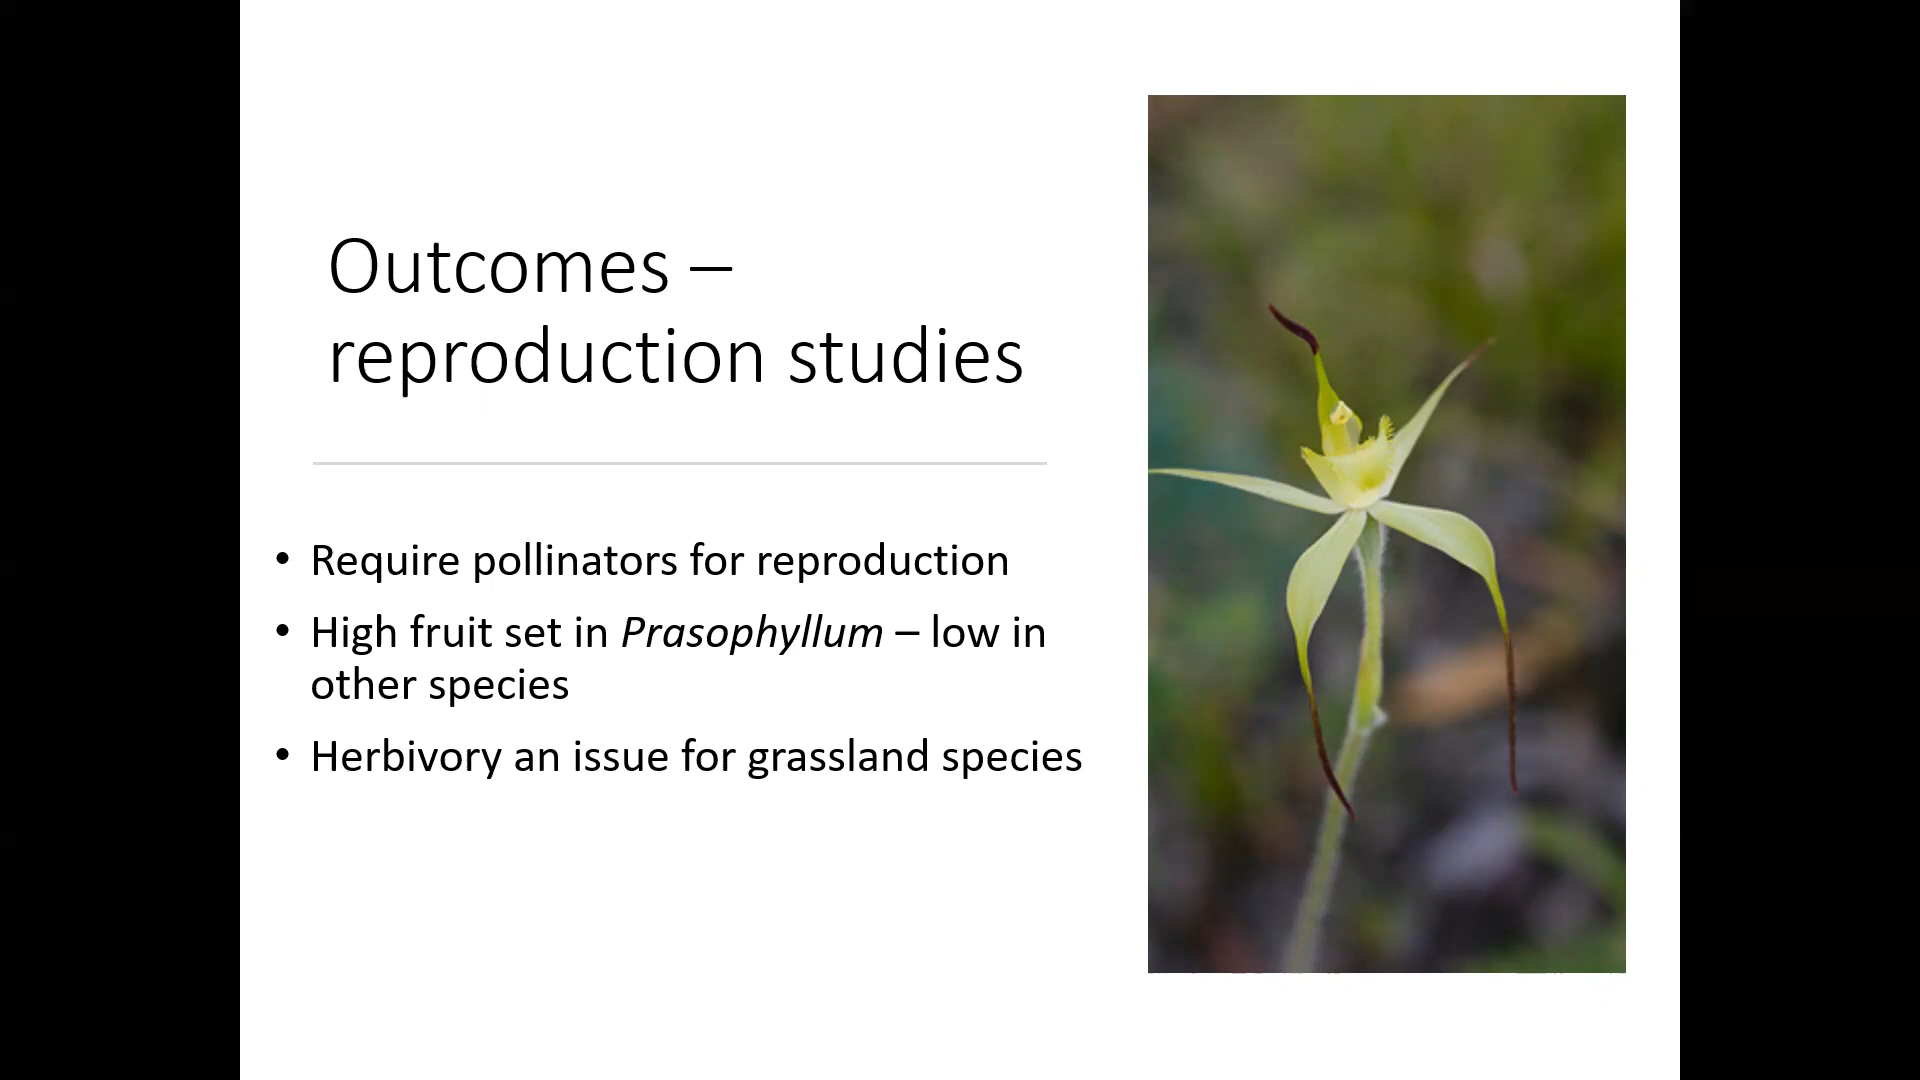 Outcomes –
reproduction studies
• Require pollinators for reproduction
• High fruit set in Prasophyllum – low in
other species
• Herbivory an issue for grassland species